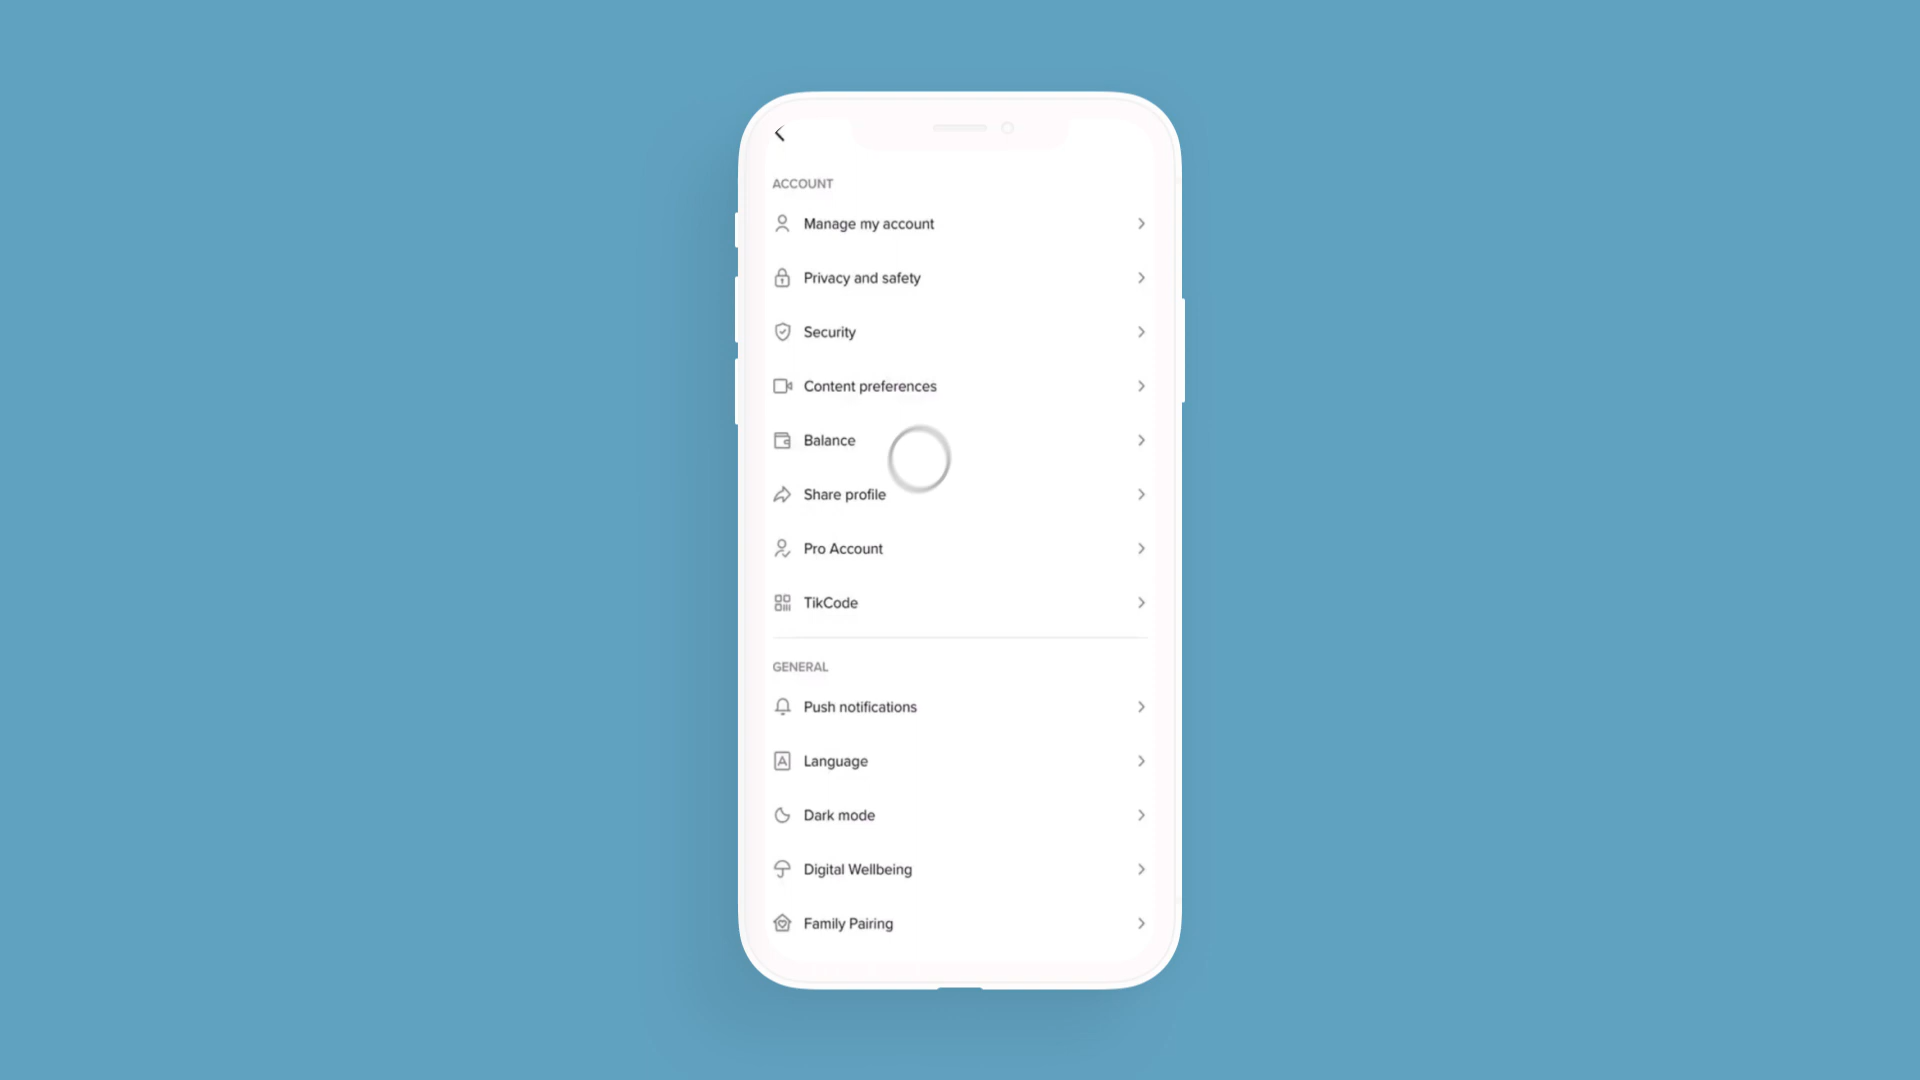 ACCOUNT
Manage my account
Privacy and safety
Security
Content preferences
Balance
Share profile
Pro Account
TikCode
GENERAL
Push notifications
Language
Dark mode
Digital Wellbeing
Family Pairing